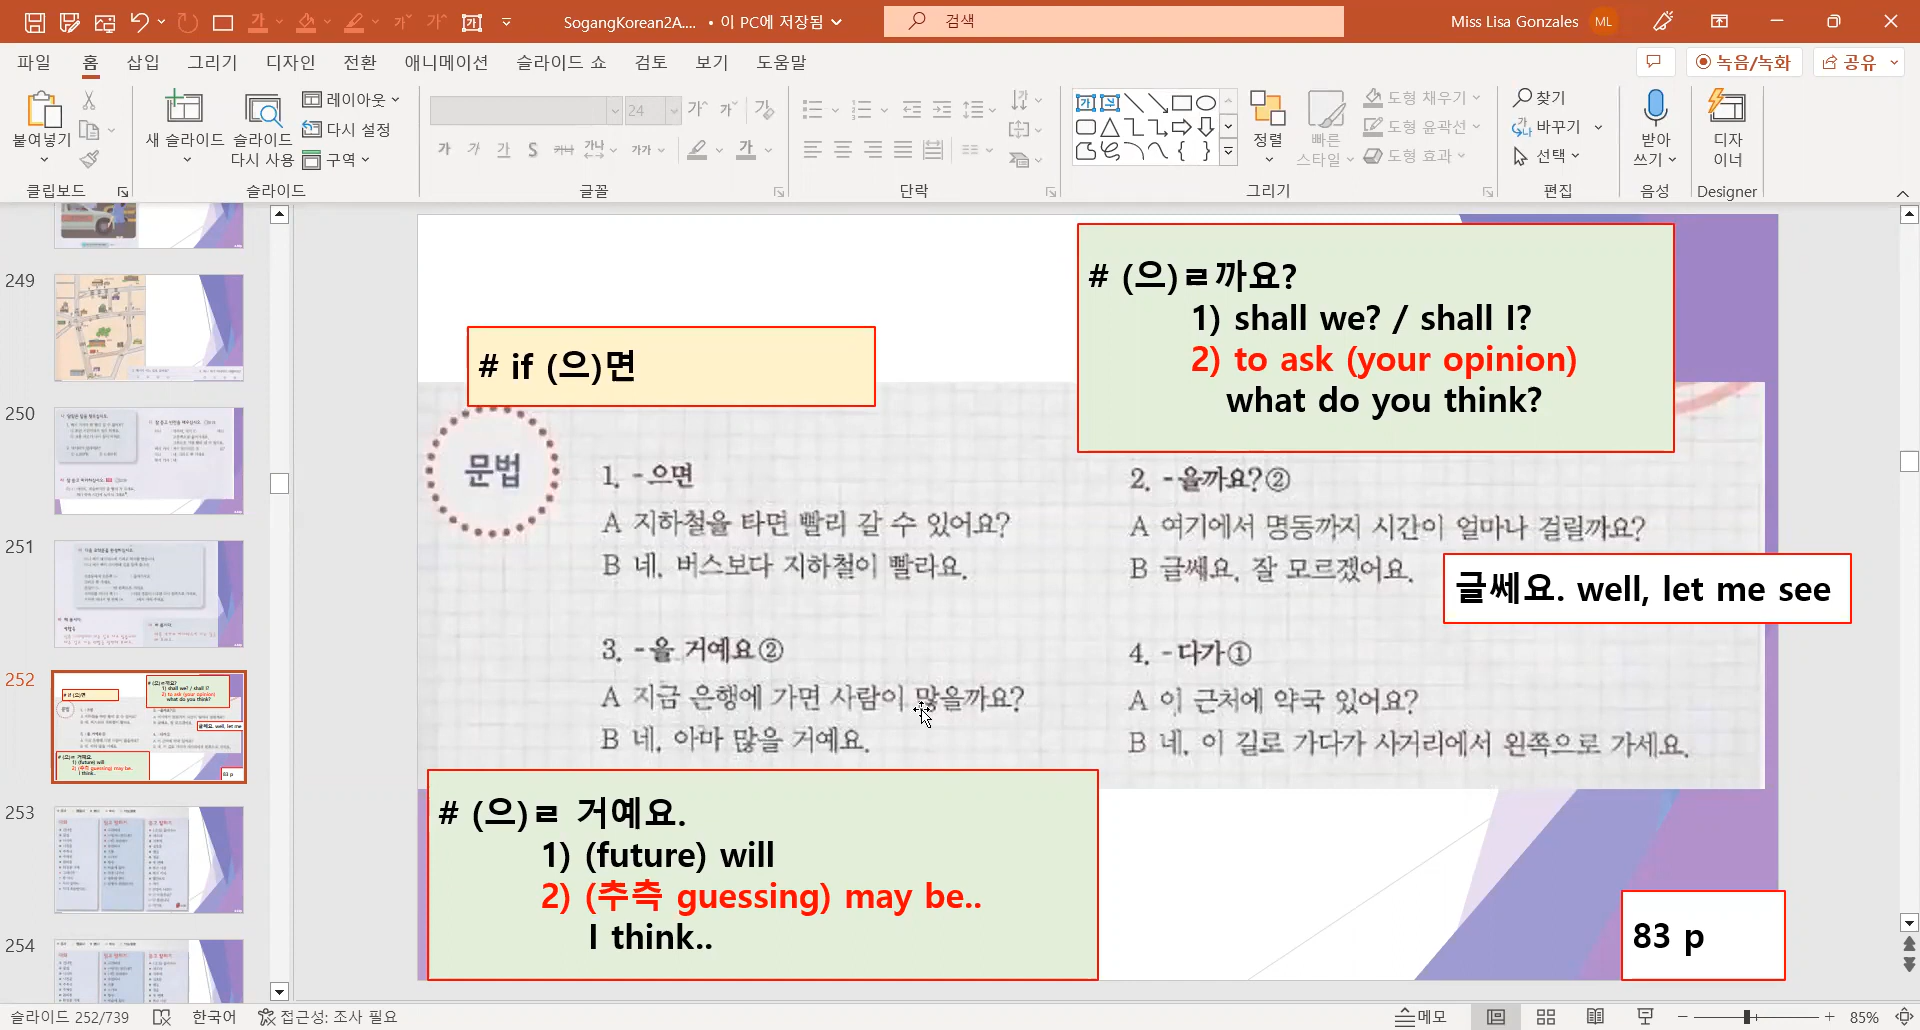 SogangKorean2A.... • 이 PC에 저장됨
검색
Miss Lisa Gonzales ML
파일 홈 삽입 그리기 디자인 전환 애니메이션 슬라이드 쇼 검토 보기 도움말
녹음/녹화 공유
붙여넣기
클립보드
새 슬라이드
슬라이드 다시 사용
레이아웃
다시 설정
구역
슬라이드
24
글꼴
단락
정렬
빠른 스타일
도형 채우기
도형 윤곽선
도형 효과
그리기
찾기
바꾸기
선택
편집
받아쓰기
음성
디자이너
Designer
249
250
251
252
253
254
# if (으)면
# (으)ㄹ까요?
1) shall we? / shall I?
2) to ask (your opinion)
what do you think?
문법
1. -으면
A 지하철을 타면 빨리 갈 수 있어요?
B 네, 버스보다 지하철이 빨라요.
2. -을까요?②
A 여기에서 명동까지 시간이 얼마나 걸릴까요?
B 글쎄요, 잘 모르겠어요.
글쎄요. well, let me see
3. -을 거예요②
A 지금 은행에 가면 사람이 많을까요?
B 네, 아마 많을 거예요.
4. -다가①
A 이 근처에 약국 있어요?
B 네, 이 길로 가다가 사거리에서 왼쪽으로 가세요.
# (으)ㄹ 거예요.
1) (future) will
2) (추측 guessing) may be..
I think..
83 p
슬라이드 252/739 한국어 접근성: 조사 필요
메모 85%